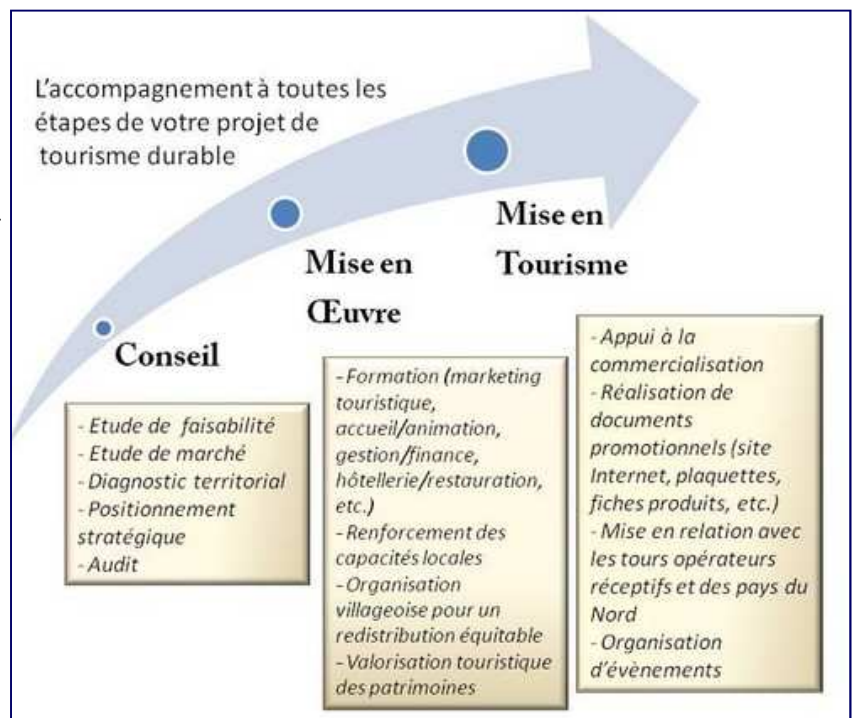 L'accompagnement à toutes les
étapes de votre projet de
tourisme durable
Conseil
- Etude de faisabilité
- Etude de marché
- Diagnostic territorial
- Positionnement
stratégique
- Audit
Mise en
Œuvre
- Formation (marketing
touristique,
accueil/animation,
gestion/finance,
hôtellerie/restauration,
etc.)
- Renforcement des
capacités locales
- Organisation
villageoise pour un
redistribution équitable
- Valorisation touristique
des patrimoines
Mise en
Tourisme
- Appui à la
commercialisation
- Réalisation de
documents
promotionnels (site
Internet, plaquettes,
fiches produits, etc.)
- Mise en relation avec
les tours opérateurs
réceptifs et des pays du
Nord
- Organisation
d'évènements